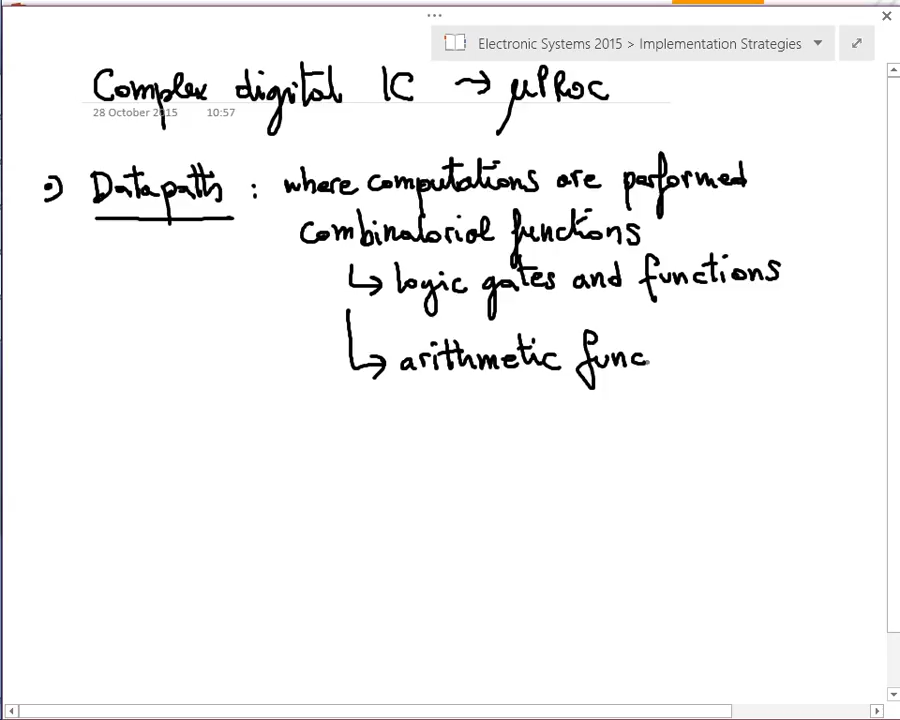 Electronic Systems 2015 > Implementation Strategies
Complex digital IC → μPRoc
28 October 2015 10:57
•) Datapath : where computations are performed
combinatorial functions
↳ logic gates and functions
↳ arithmetic func